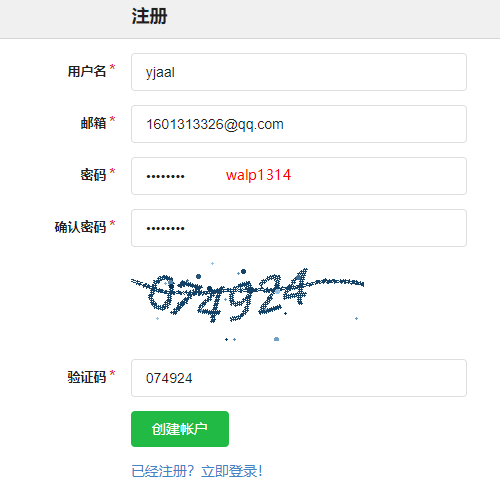 注册
用户名 * yjaal
邮箱 * 1601313326@qq.com
密码 * •••••••• walp1314
确认密码 * ••••••••
074924
验证码 * 074924
创建帐户
已经注册？立即登录！